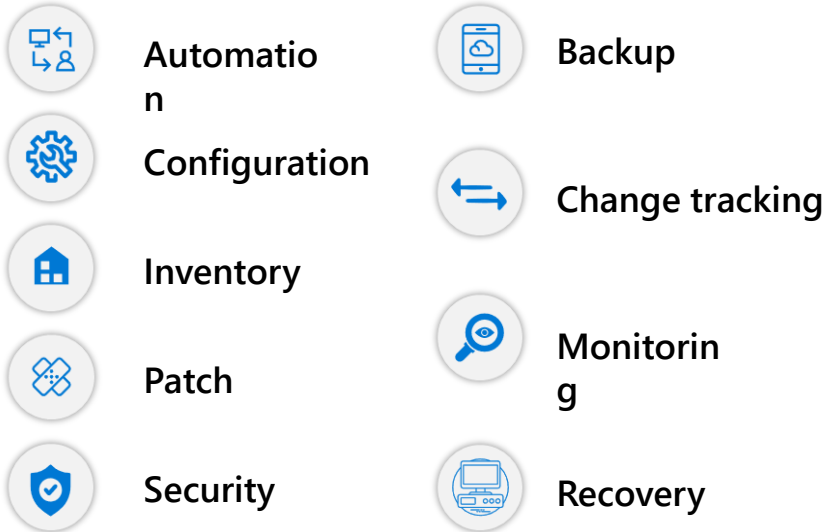 Automatio
n
Configuration
Inventory
Patch
Security
Backup
Change tracking
Monitorin
g
Recovery